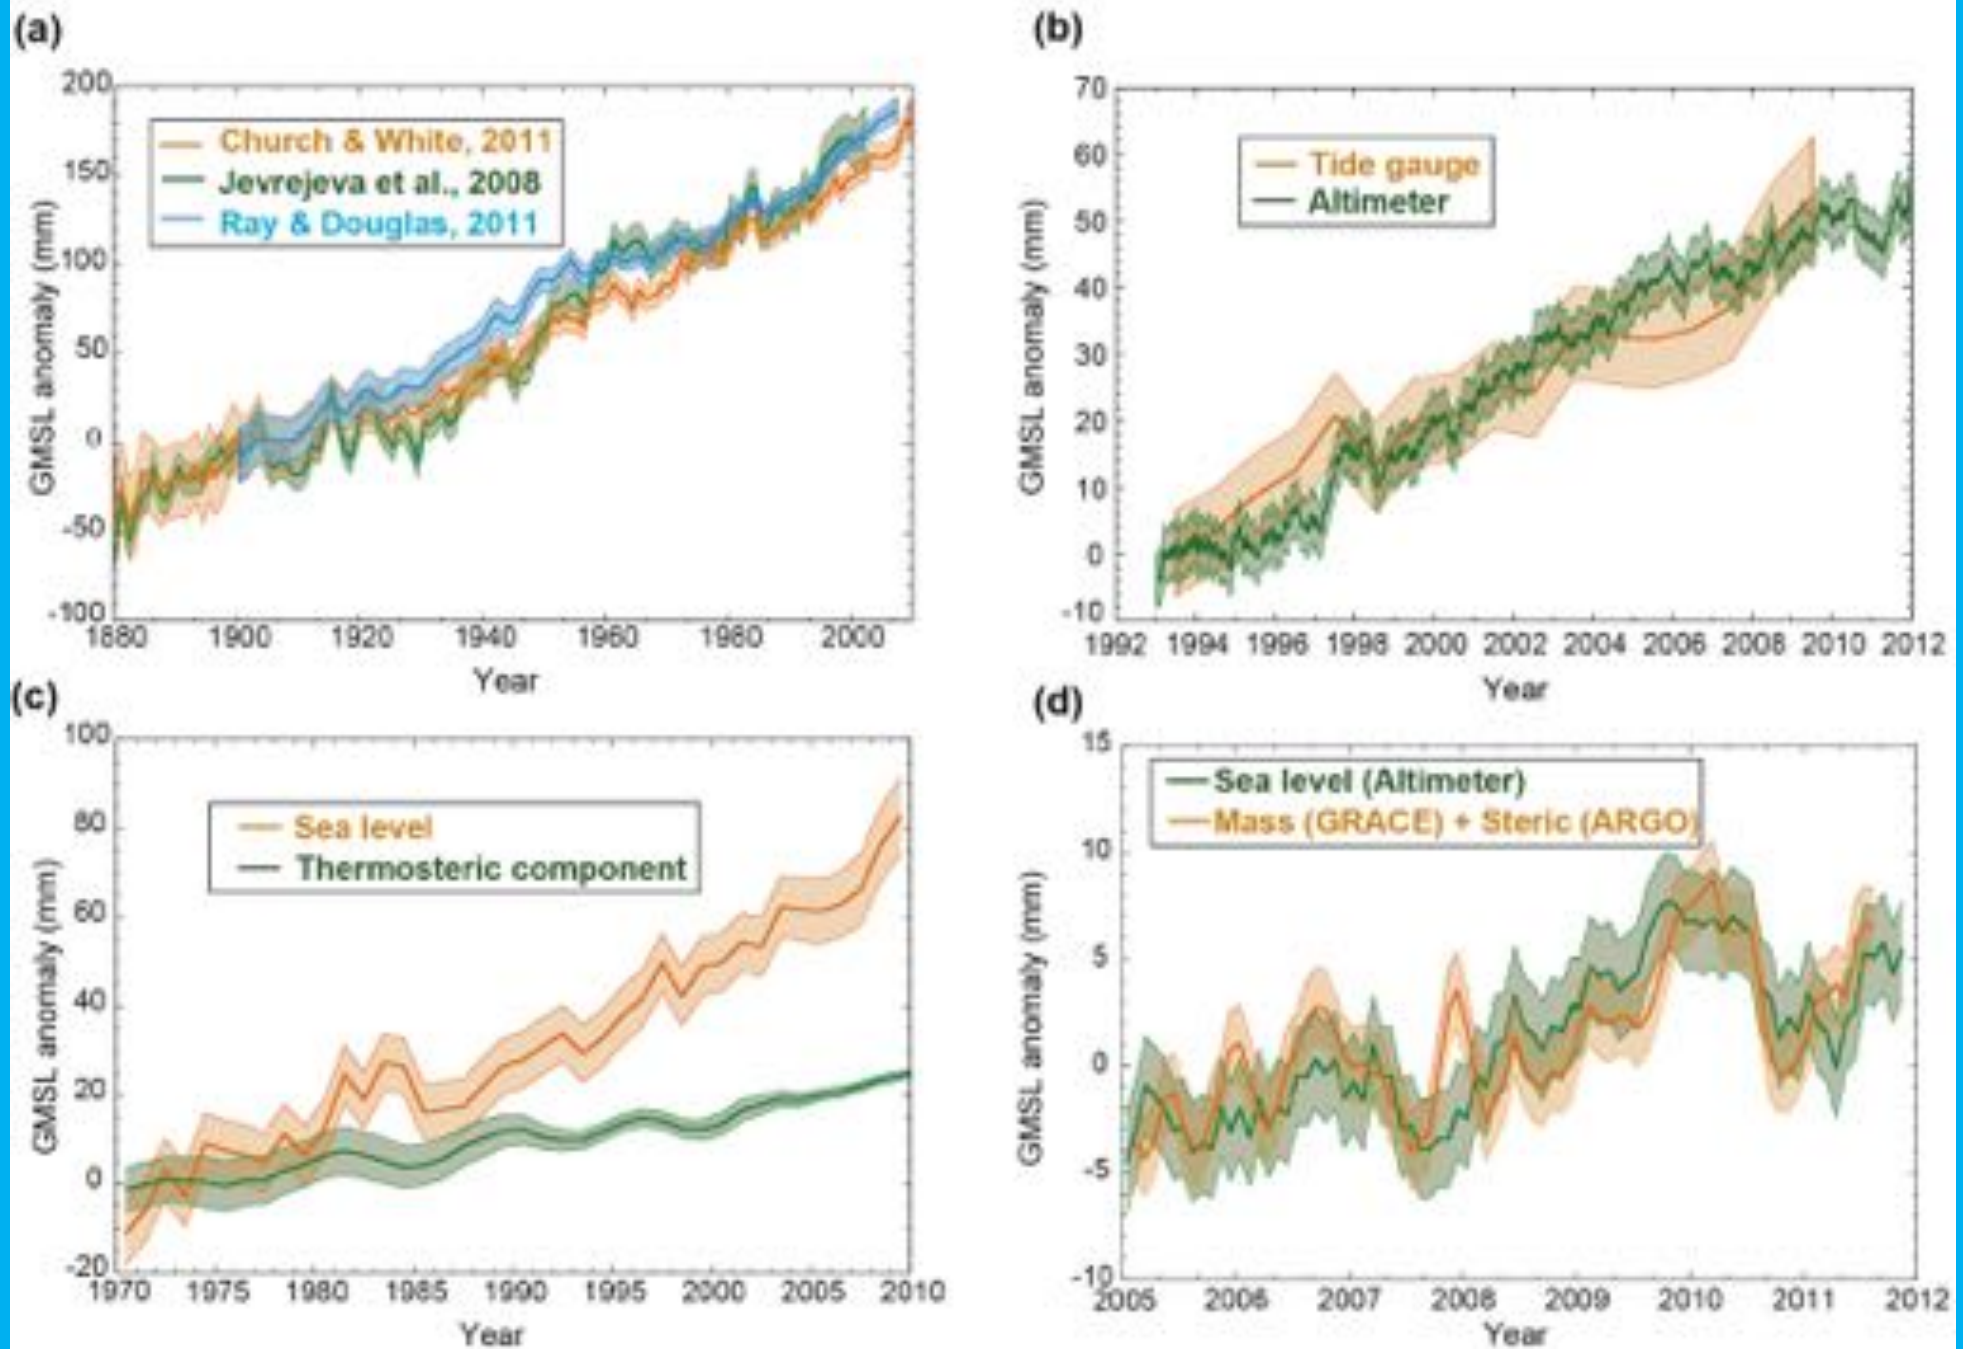 (a)
200
150
100
50
0
-50
-100
GMSL anomaly (mm)
Church & White, 2011
Jevrejeva et al., 2008
Ray & Douglas, 2011
1880 1900 1920 1940 1960 1980 2000
Year
(b)
70
60
50
40
30
20
10
0
-10
GMSL anomaly (mm)
Tide gauge
Altimeter
1992 1994 1996 1998 2000 2002 2004 2006 2008 2010 2012
Year
(c)
100
80
60
40
20
0
-20
GMSL anomaly (mm)
Sea level
Thermosteric component
1970 1975 1980 1985 1990 1995 2000 2005 2010
Year
(d)
15
10
5
0
-5
-10
GMSL anomaly (mm)
Sea level (Altimeter)
Mass (GRACE) + Steric (ARGO)
2005 2006 2007 2008 2009 2010 2011 2012
Year